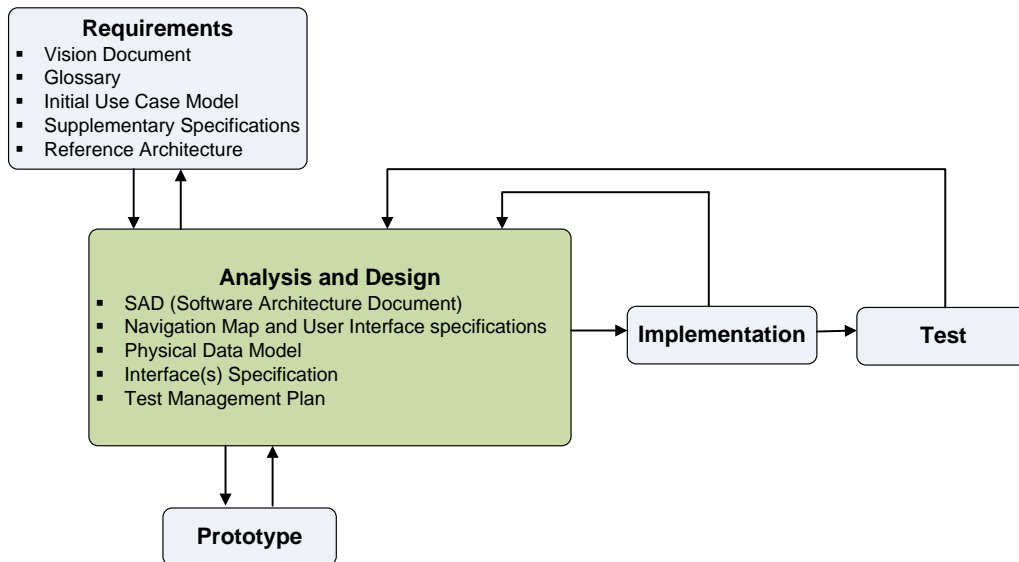 Requirements
▪ Vision Document
▪ Glossary
▪ Initial Use Case Model
▪ Supplementary Specifications
▪ Reference Architecture
Analysis and Design
▪ SAD (Software Architecture Document)
▪ Navigation Map and User Interface specifications
▪ Physical Data Model
▪ Interface(s) Specification
▪ Test Management Plan
Implementation
Test
Prototype